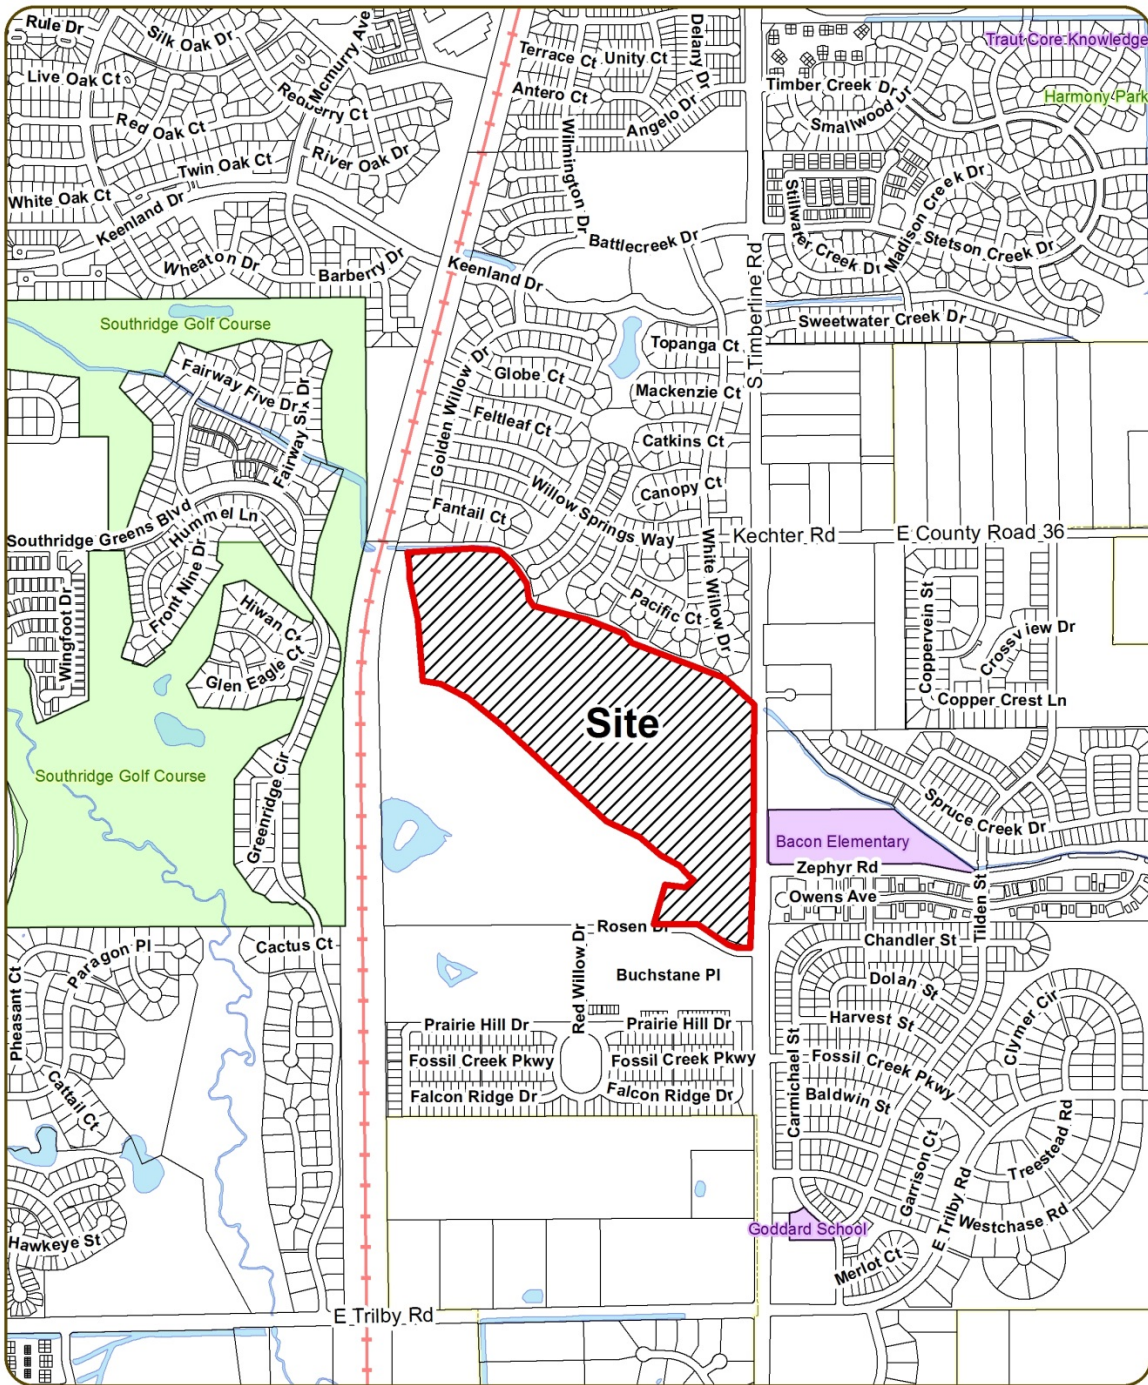 Rule Dr
Silk Oak Dr
Mcmurry Ave
Live Oak Ct
Redberry Ct
Red Oak Ct
River Oak Dr
Twin Oak Ct
White Oak Ct
Keenland Dr
Wheaton Dr
Barberry Dr
Terrace Ct
Unity Ct
Delany Dr
Antero Ct
Angelo Dr
Wilmington Dr
Battlecreek Dr
Keenland Dr
S Timberline Rd
Traut Core Knowledge
Timber Creek Dr
Harmony Park
Smallwood Dr
Stillwater Creek Dr
Madison Creek Dr
Stetson Creek Dr
Sweetwater Creek Dr
Southridge Golf Course
Fairway Five Dr
Fairway Six Dr
Golden Willow Dr
Topanga Ct
Globe Ct
Mackenzie Ct
Feltleaf Ct
Catkins Ct
Canopy Ct
Willow Springs Way
Fantail Ct
White Willow Dr
Kechter Rd
E County Road 36
Southridge Greens Blvd
Hummel Ln
Front Nine Dr
Wingfoot Dr
Hiwan Ct
Glen Eagle Ct
Pacific Ct
Coppervein St
Crossview Dr
Copper Crest Ln
Site
Southridge Golf Course
Greenridge Cir
Spruce Creek Dr
Bacon Elementary
Zephyr Rd
Owens Ave
Tilden St
Rosen Dr
Chandler St
Paragon Pl
Cactus Ct
Pheasant Ct
Red Willow Dr
Buchstane Pl
Dolan St
Clymer Cir
Harvest St
Carmichael St
Prairie Hill Dr
Prairie Hill Dr
Fossil Creek Pkwy
Fossil Creek Pkwy
Fossil Creek Pkwy
Falcon Ridge Dr
Falcon Ridge Dr
Baldwin St
Cattail Ct
Garrison Ct
Treestead Rd
E Trilby Rd
Westchase Rd
Goddard School
Merlot Ct
Hawkeye St
E Trilby Rd